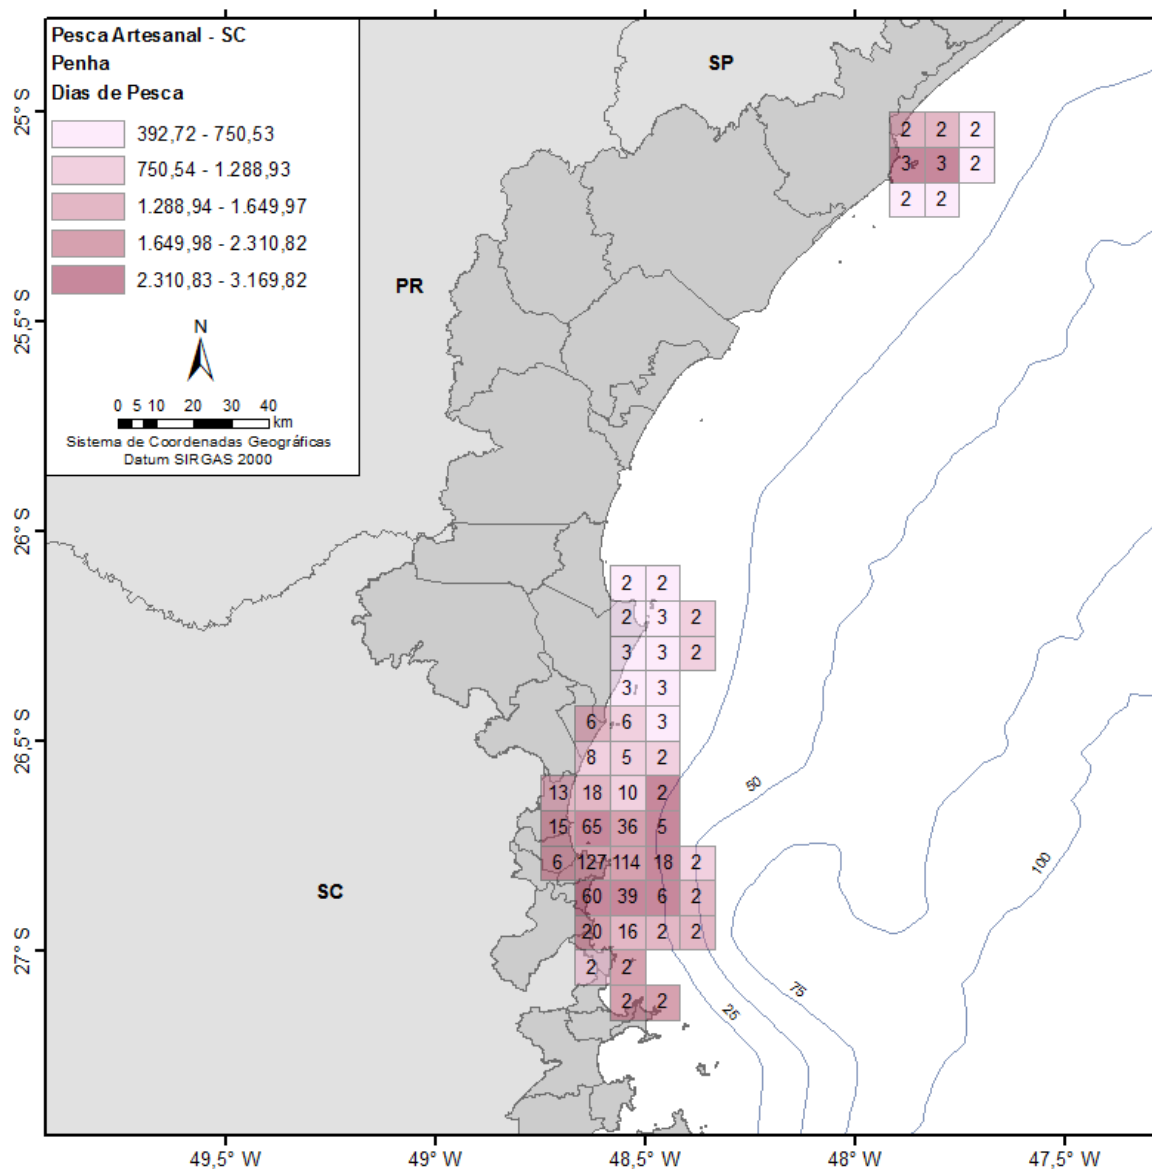 Pesca Artesanal - SC
Penha
Dias de Pesca
392,72 - 750,53
750,54 - 1.288,93
1.288,94 - 1.649,97
1.649,98 - 2.310,82
2.310,83 - 3.169,82
N
0 5 10 20 30 40
km
Sistema de Coordenadas Geográficas
Datum SIRGAS 2000
SP
PR
SC
25° S
25,5° S
26° S
26,5° S
27° S
2 2 2
3 3 2
2 2
2 2
2 3 2
3 3 2
3 3
6 6 3
8 5 2
13 18 10 2
15 65 36 5
6 127 114 18 2
60 39 6 2
20 16 2 2
2 2
2 2
50
100
75
25
49,5° W 49° W 48,5° W 48° W 47,5° W